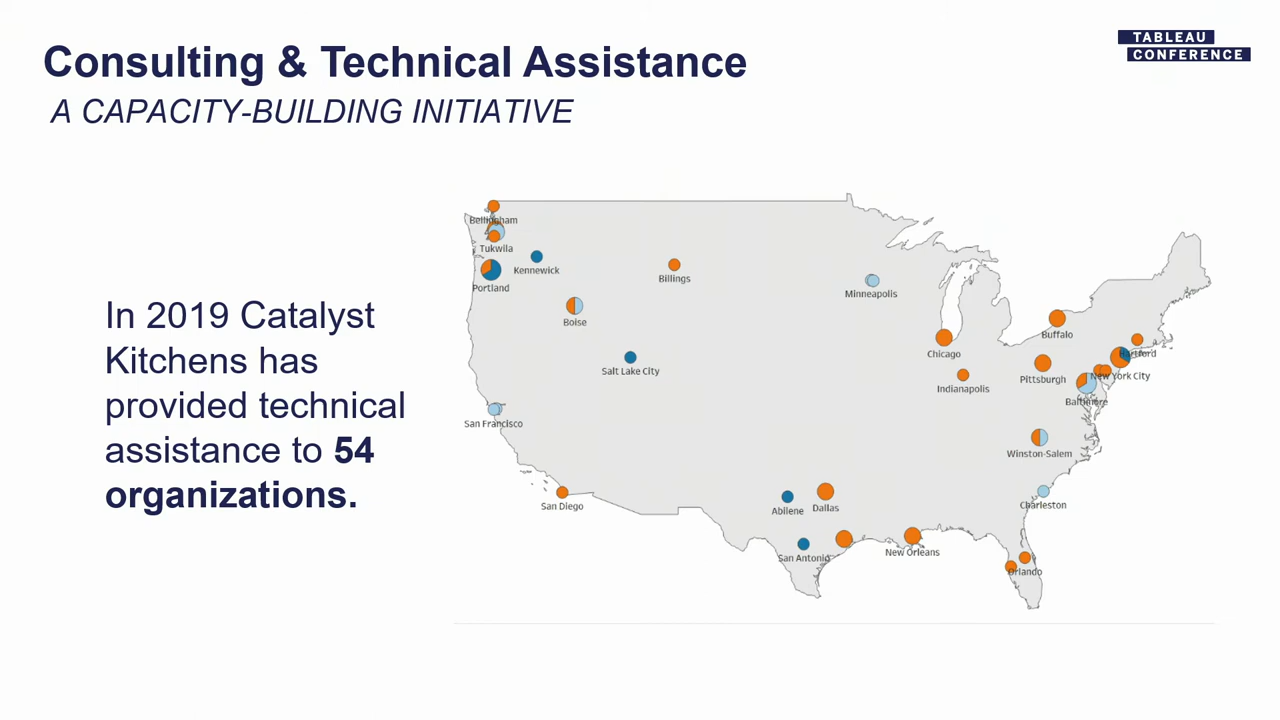 Consulting & Technical Assistance
A CAPACITY-BUILDING INITIATIVE
TABLEAU
CONFERENCE
In 2019 Catalyst
Kitchens has
provided technical
assistance to 54
organizations.
Bellingham
Tukwila
Kennewick
Portland
Billings
Minneapolis
Boise
Buffalo
Chicago
Hartford
Salt Lake City
New York City
Pittsburgh
Indianapolis
Baltimore
San Francisco
Winston-Salem
San Diego
Abilene
Dallas
Charleston
San Antonio
New Orleans
Orlando